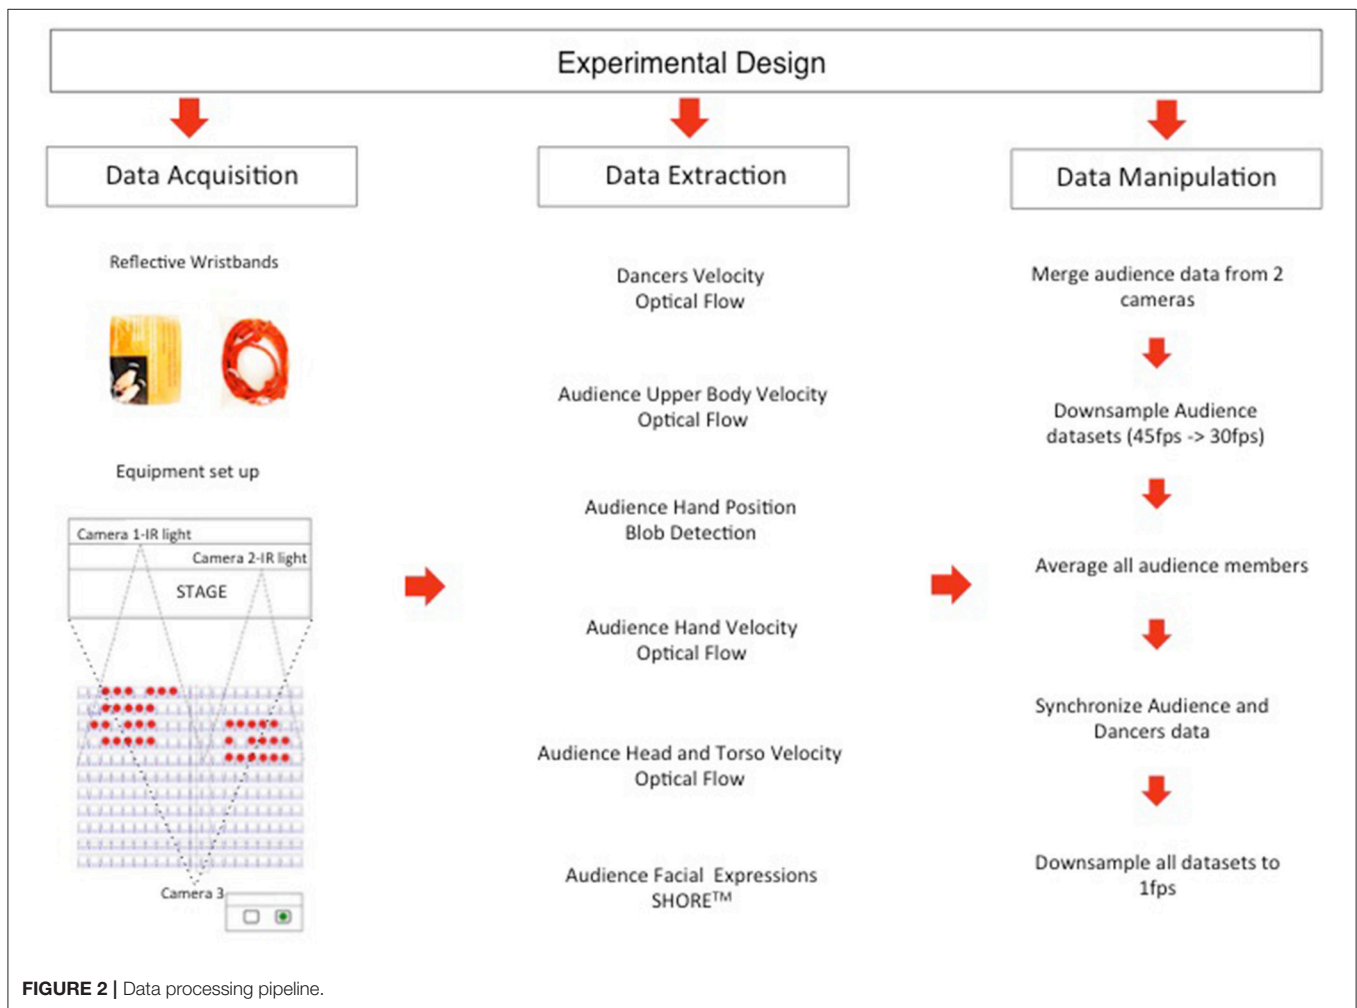 Experimental Design
Data Acquisition
Reflective Wristbands
Equipment set up
Camera 1-IR light
Camera 2-IR light
STAGE
Camera 3
Data Extraction
Dancers Velocity
Optical Flow
Audience Upper Body Velocity
Optical Flow
Audience Hand Position
Blob Detection
Audience Hand Velocity
Optical Flow
Audience Head and Torso Velocity
Optical Flow
Audience Facial Expressions
SHORE™
Data Manipulation
Merge audience data from 2
cameras
Downsample Audience
datasets (45fps -> 30fps)
Average all audience members
Synchronize Audience and
Dancers data
Downsample all datasets to
1fps
FIGURE 2 | Data processing pipeline.